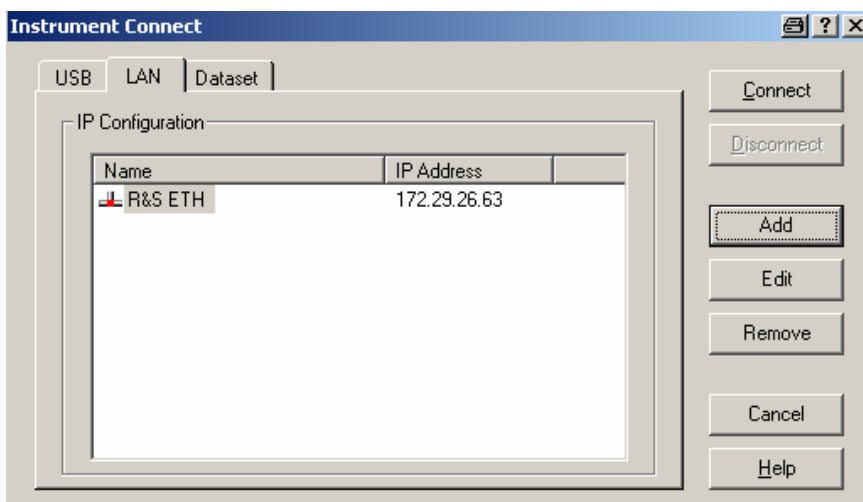 Instrument Connect
USB LAN Dataset
Connect
IP Configuration
Disconnect
Name IP Address
R&S ETH 172.29.26.63
Add
Edit
Remove
Cancel
Help